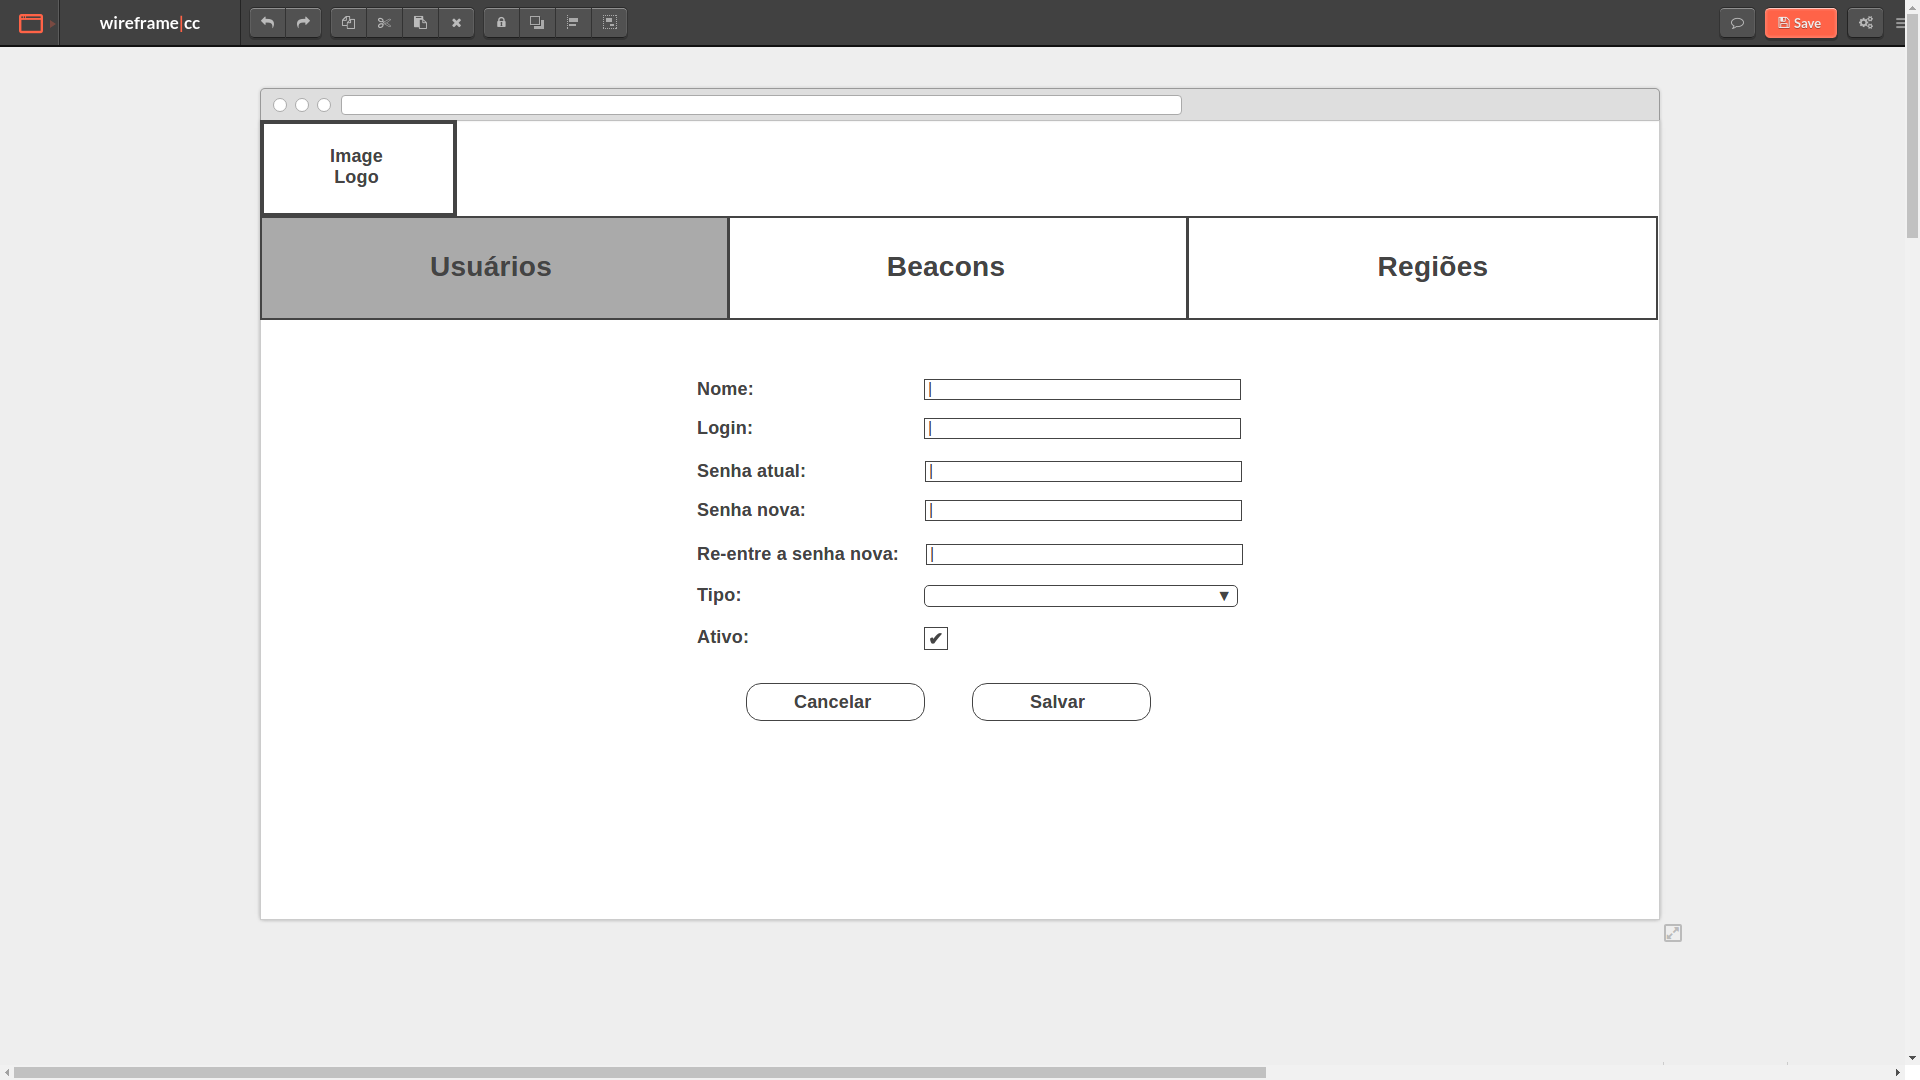 wireframe|cc
Save
Image
Logo
Usuários Beacons Regiões
Nome:
Login:
Senha atual:
Senha nova:
Re-entre a senha nova:
Tipo:
Ativo:
Cancelar Salvar